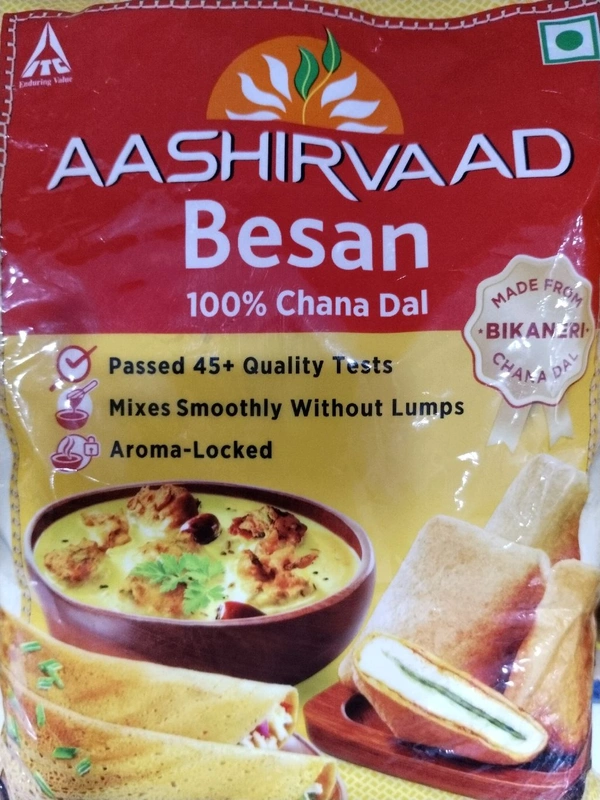 ITC
Enduring Value
AASHIRVAAD
Besan
100% Chana Dal
MADE FROM
BIKANERI
CHANA DAL
Passed 45+ Quality Tests
Mixes Smoothly Without Lumps
Aroma-Locked